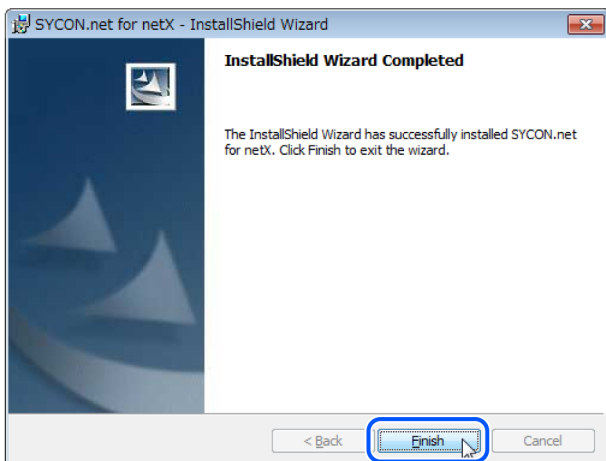 SYCON.net for netX - InstallShield Wizard
InstallShield Wizard Completed
The InstallShield Wizard has successfully installed SYCON.net
for netX. Click Finish to exit the wizard.
< Back
Finish
Cancel